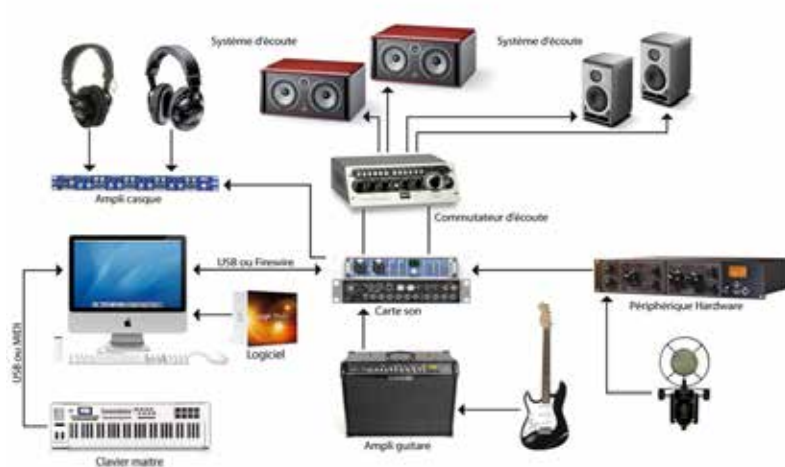 Système d'écoute
Système d'écoute
Ampli casque
Commutateur d'écoute
USB ou Firewire
Carte son
Périphérique Hardware
USB ou MIDI
Logiciel
Ampli guitare
Clavier maitre